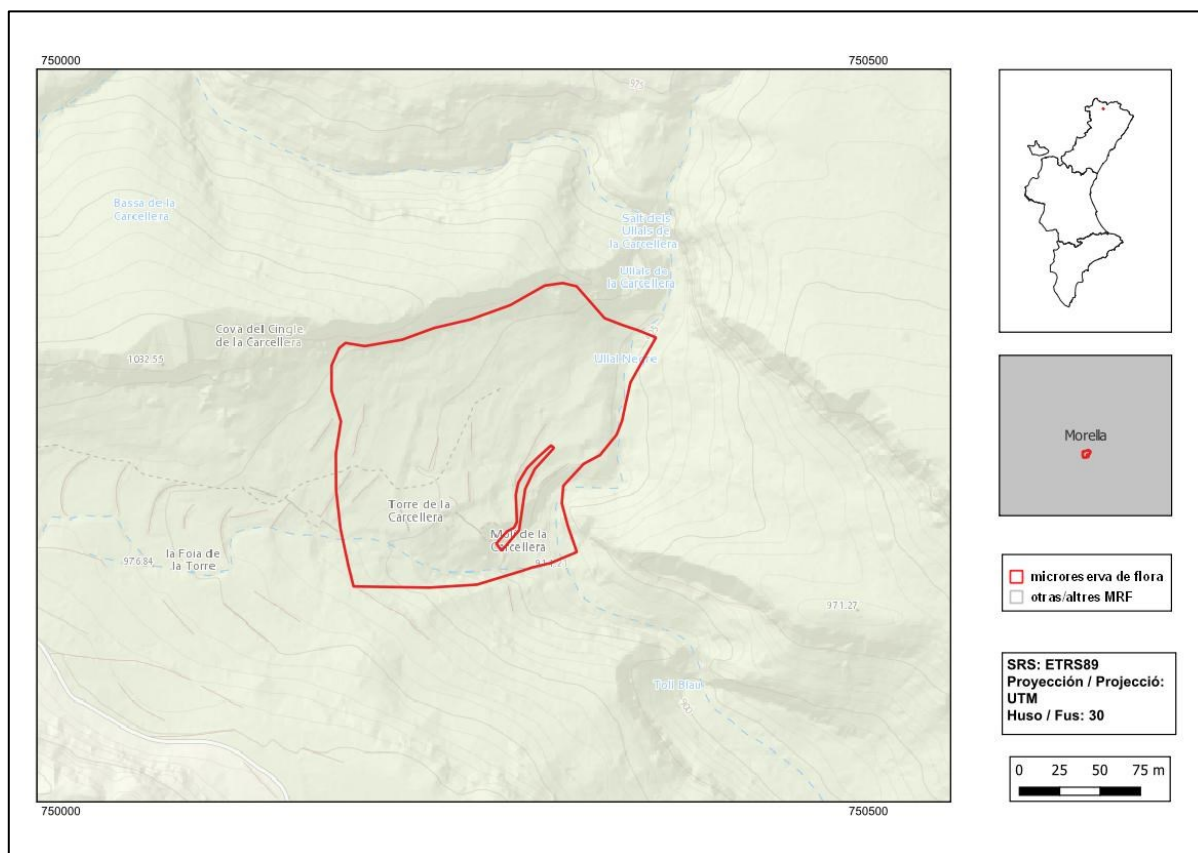 750000
750500
975
Bassa de la
Carcellera
Salt dels
Ullals de
la Carcellera
Ullals de
la Carcellera
Cova del Cingle
de la Carcellera
1032.55
Ullal Negre
Torre de la
Carcellera
Molí de la
Carcellera
la Foia de
la Torre
976.84
971.27
Toll Blau
900
750000
750500
Morella
microreserva de flora
otras/altres MRF
SRS: ETRS89
Proyección / Projecció:
UTM
Huso / Fus: 30
0 25 50 75 m